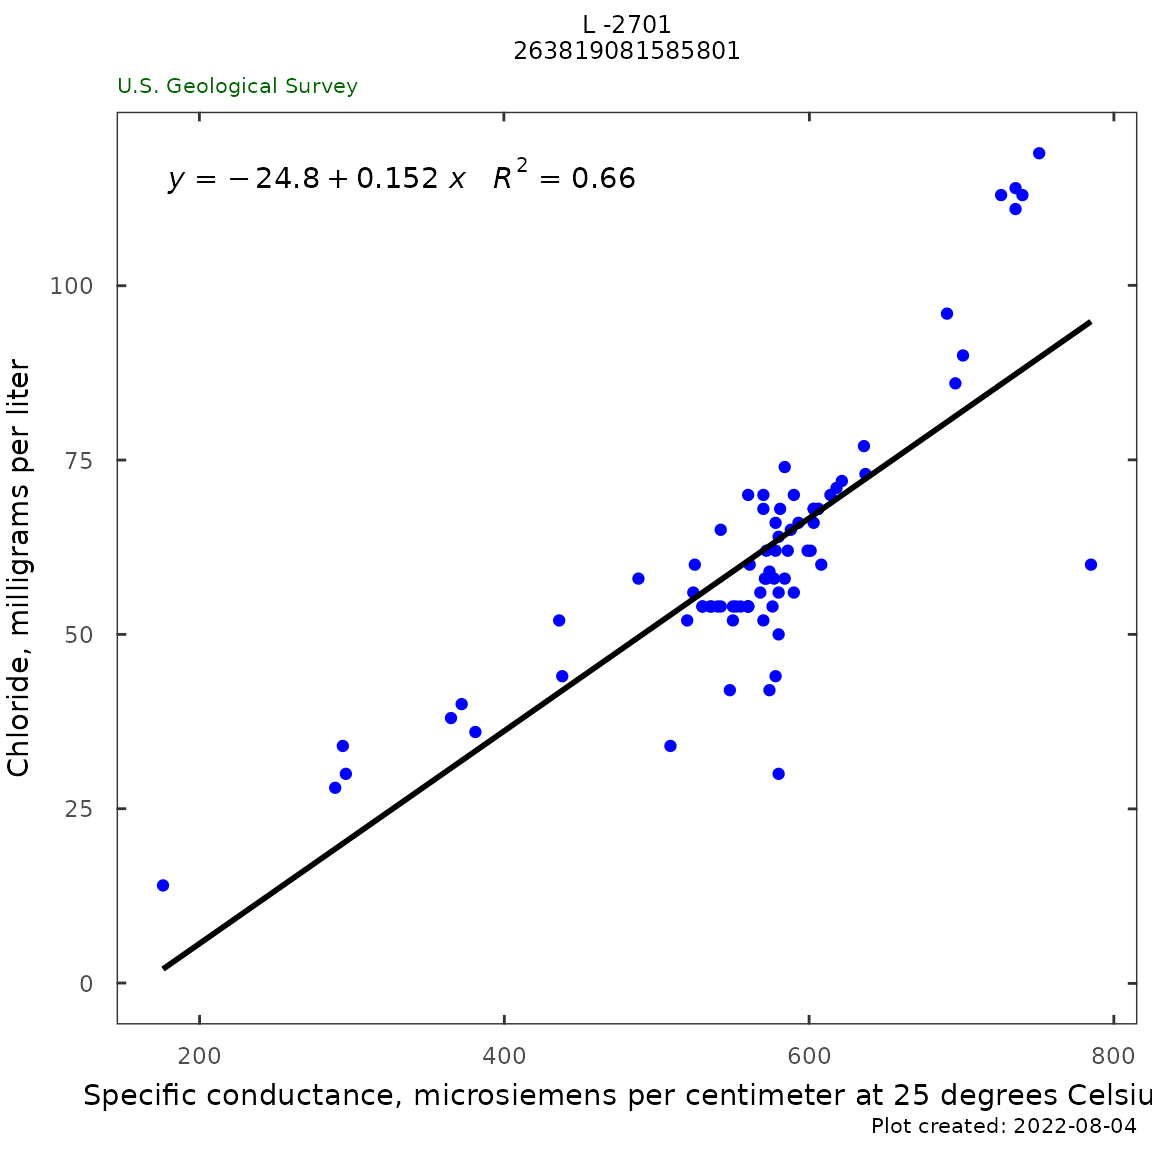 L -2701
263819081585801
U.S. Geological Survey
y = −24.8 + 0.152 x R² = 0.66
100
75
50
25
0
Chloride, milligrams per liter
200 400 600 800
Specific conductance, microsiemens per centimeter at 25 degrees Celsiu
Plot created: 2022-08-04